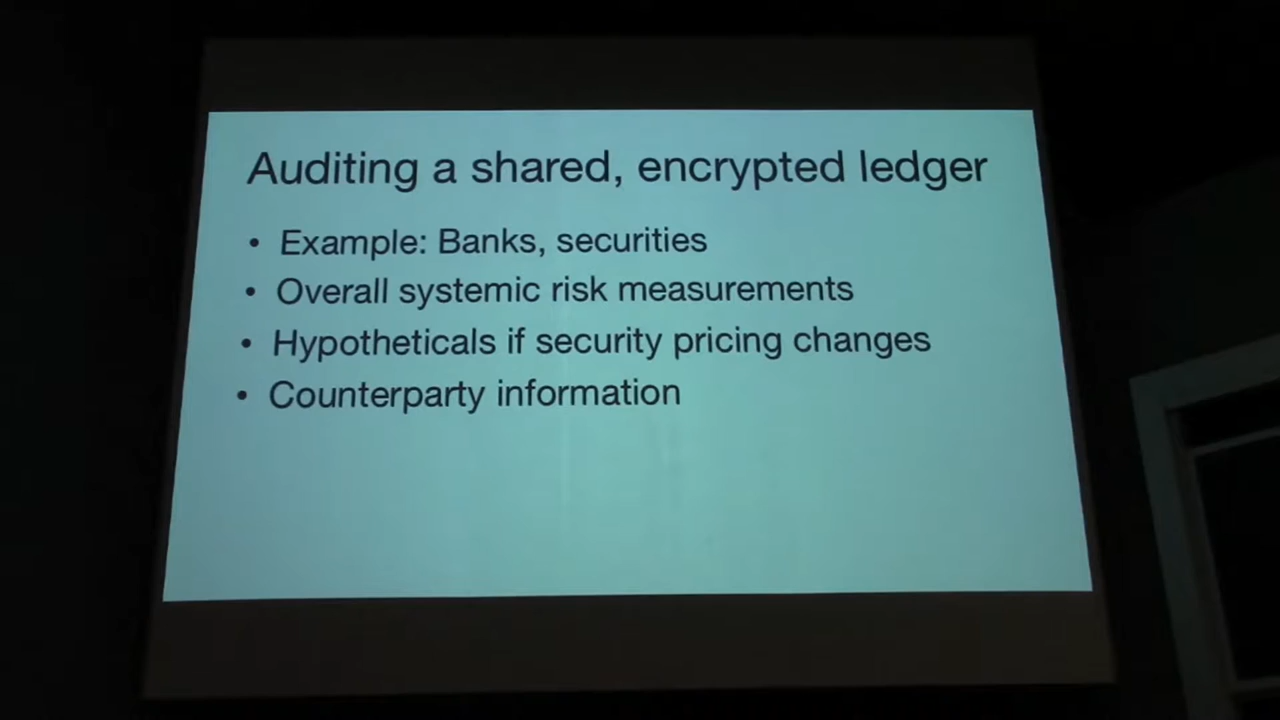 Auditing a shared, encrypted ledger
• Example: Banks, securities
• Overall systemic risk measurements
• Hypotheticals if security pricing changes
• Counterparty information